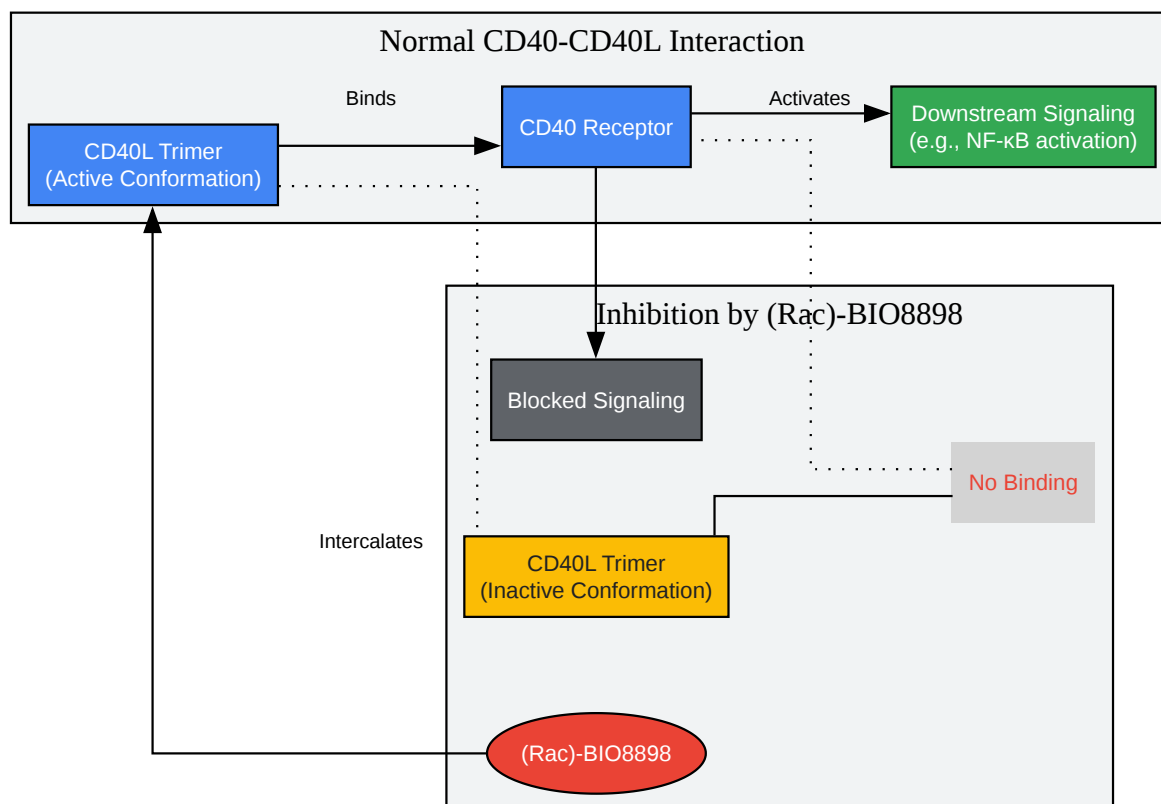 Normal CD40-CD40L Interaction
Binds
Activates
CD40L Trimer
(Active Conformation)
CD40 Receptor
Downstream Signaling
(e.g., NF-κB activation)
Inhibition by (Rac)-BIO8898
Blocked Signaling
No Binding
Intercalates
CD40L Trimer
(Inactive Conformation)
(Rac)-BIO8898